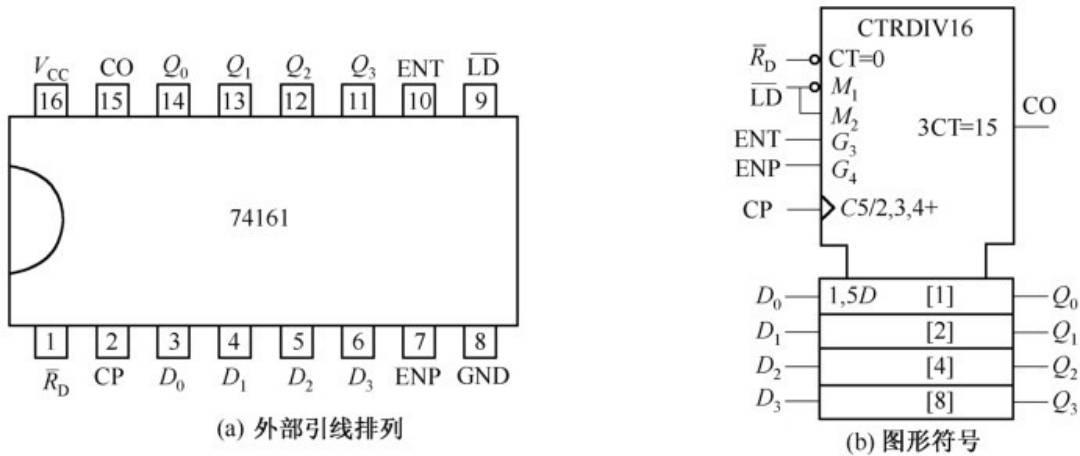 V_CC CO Q_0 Q_1 Q_2 Q_3 ENT \overline{LD}
16 15 14 13 12 11 10 9
74161
1 2 3 4 5 6 7 8
\overline{R}_D CP D_0 D_1 D_2 D_3 ENP GND
(a) 外部引线排列
CTRDIV16
\overline{R}_D CT=0
\overline{LD} M_1
M_2
3CT=15 CO
ENT G_3
ENP G_4
CP C5/2,3,4+
D_0 1,5D [1] Q_0
D_1 [2] Q_1
D_2 [4] Q_2
D_3 [8] Q_3
(b) 图形符号